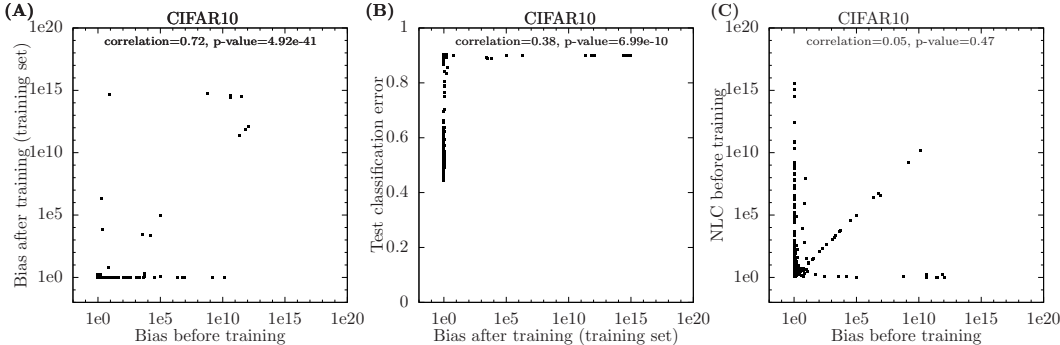 (A)
CIFAR10
correlation=0.72, p-value=4.92e-41
Bias after training (training set)
1e20
1e15
1e10
1e5
1e0
1e0 1e5 1e10 1e15 1e20
Bias before training
(B)
CIFAR10
correlation=0.38, p-value=6.99e-10
Test classification error
1
0.8
0.6
0.4
0.2
0
1e0 1e5 1e10 1e15 1e20
Bias after training (training set)
(C)
CIFAR10
correlation=0.05, p-value=0.47
NLC before training
1e20
1e15
1e10
1e5
1e0
1e0 1e5 1e10 1e15 1e20
Bias before training